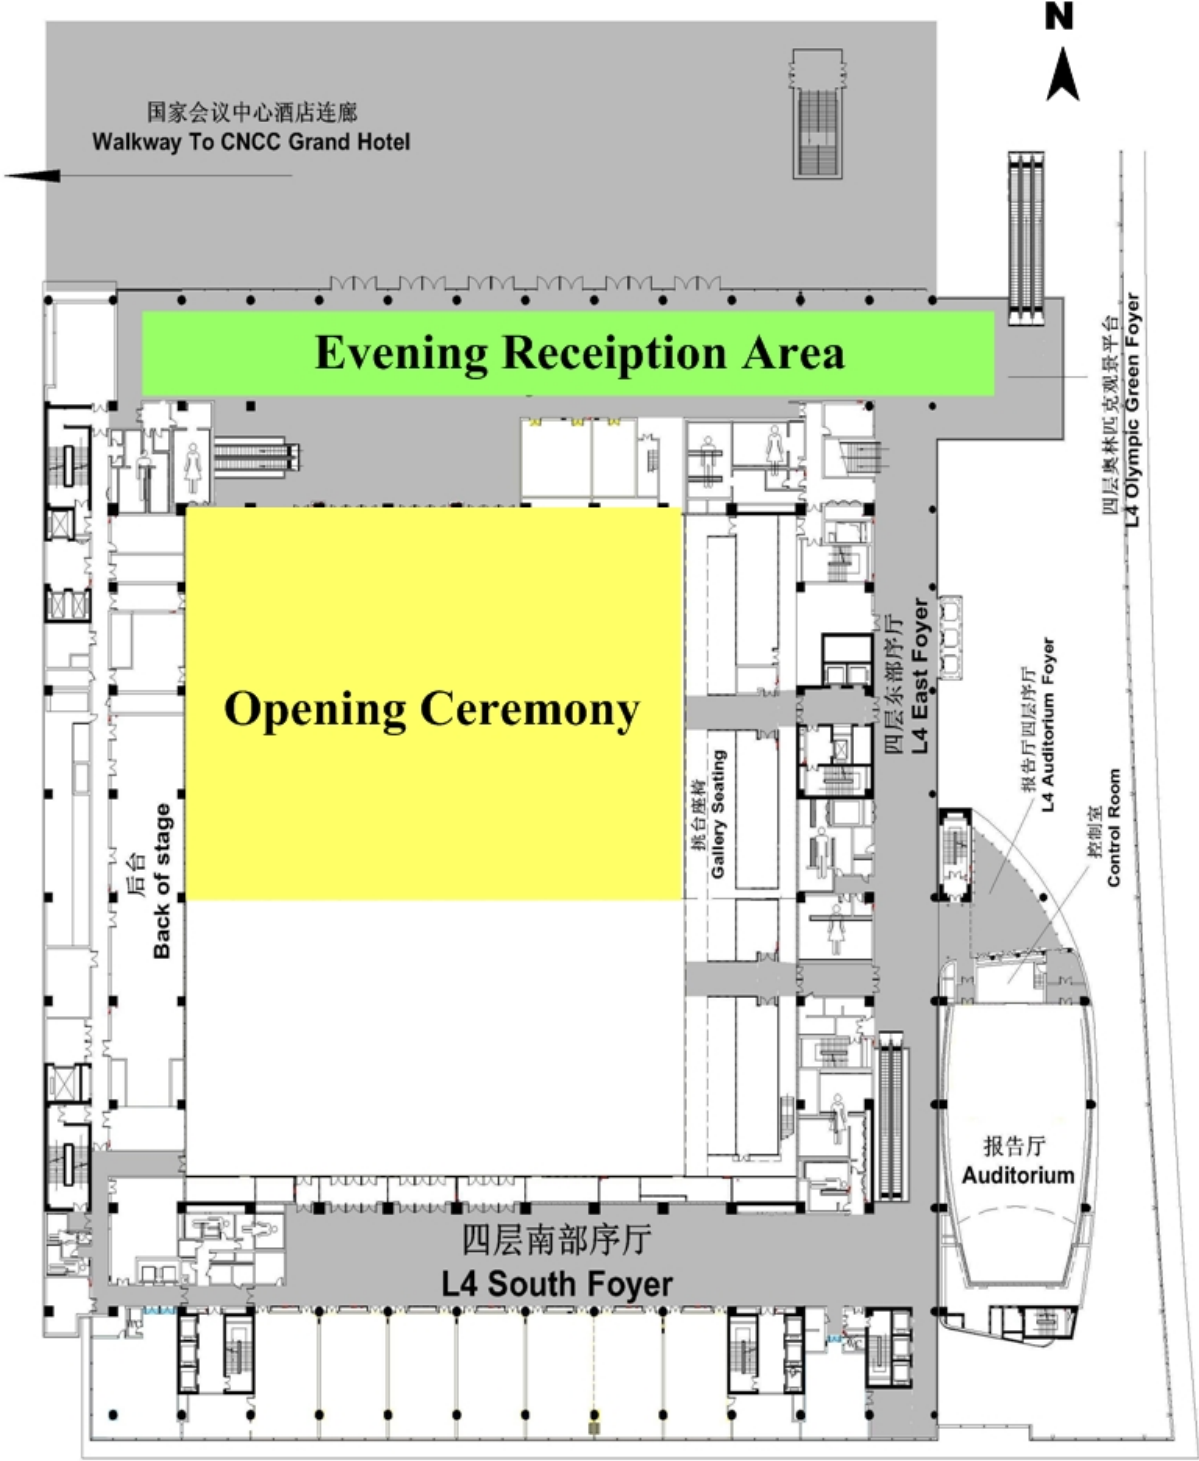 N
国家会议中心酒店连廊
Walkway To CNCC Grand Hotel
Evening Receiption Area
四层奥林匹克观景平台
L4 Olympic Green Foyer
Opening Ceremony
四层东部序厅
L4 East Foyer
挑台座椅
Gallery Seating
后台
Back of stage
报告厅四层序厅
L4 Auditorium Foyer
控制室
Control Room
报告厅
Auditorium
四层南部序厅
L4 South Foyer